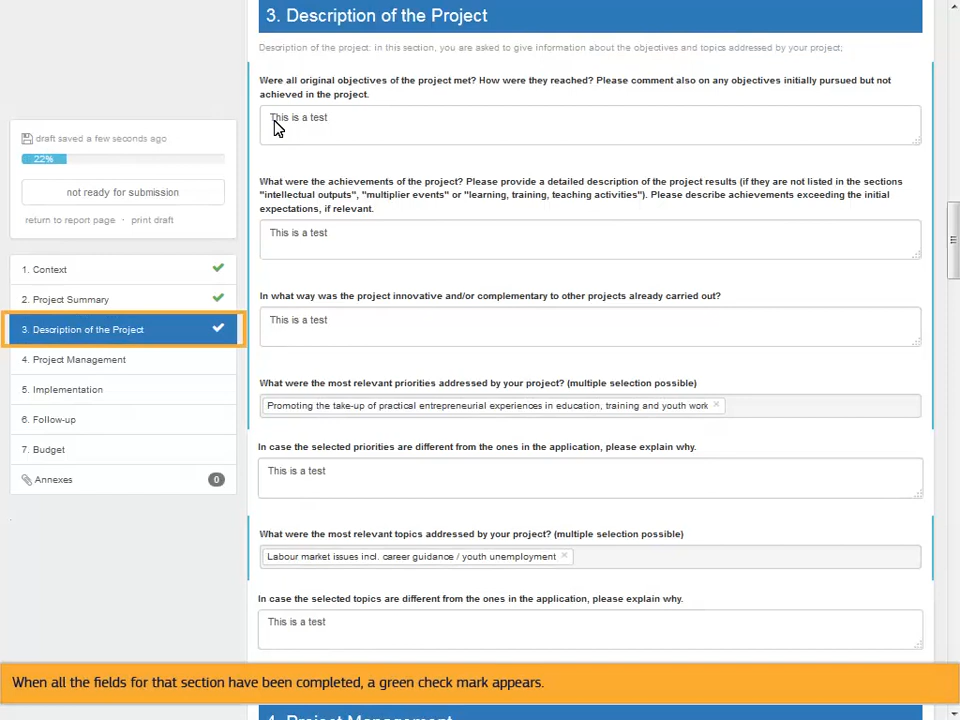 3. Description of the Project
Description of the project: in this section, you are asked to give information about the objectives and topics addressed by your project;
Were all original objectives of the project met? How were they reached? Please comment also on any objectives initially pursued but not
achieved in the project.
This is a test
draft saved a few seconds ago
22%
not ready for submission
return to report page · print draft
What were the achievements of the project? Please provide a detailed description of the project results (if they are not listed in the sections
"intellectual outputs", "multiplier events" or "learning, training, teaching activities"). Please describe achievements exceeding the initial
expectations, if relevant.
This is a test
1. Context
2. Project Summary
3. Description of the Project
4. Project Management
5. Implementation
6. Follow-up
7. Budget
Annexes 0
In what way was the project innovative and/or complementary to other projects already carried out?
This is a test
What were the most relevant priorities addressed by your project? (multiple selection possible)
Promoting the take-up of practical entrepreneurial experiences in education, training and youth work ×
In case the selected priorities are different from the ones in the application, please explain why.
This is a test
What were the most relevant topics addressed by your project? (multiple selection possible)
Labour market issues incl. career guidance / youth unemployment ×
In case the selected topics are different from the ones in the application, please explain why.
This is a test
When all the fields for that section have been completed, a green check mark appears.
4. Project Management